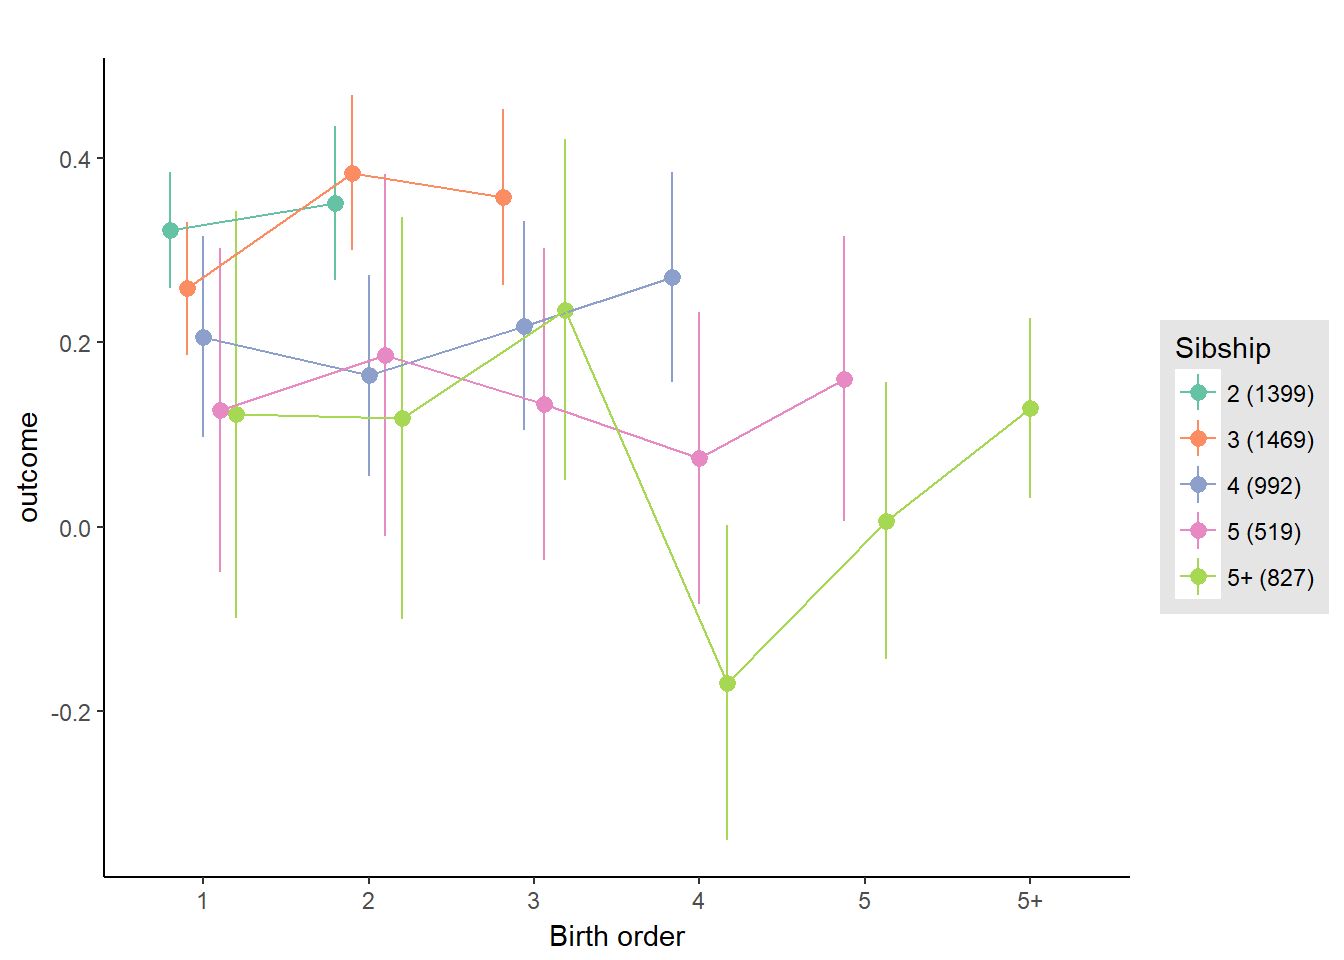 0.4
0.2
0.0
-0.2
outcome
1 2 3 4 5 5+
Birth order
Sibship
2 (1399)
3 (1469)
4 (992)
5 (519)
5+ (827)